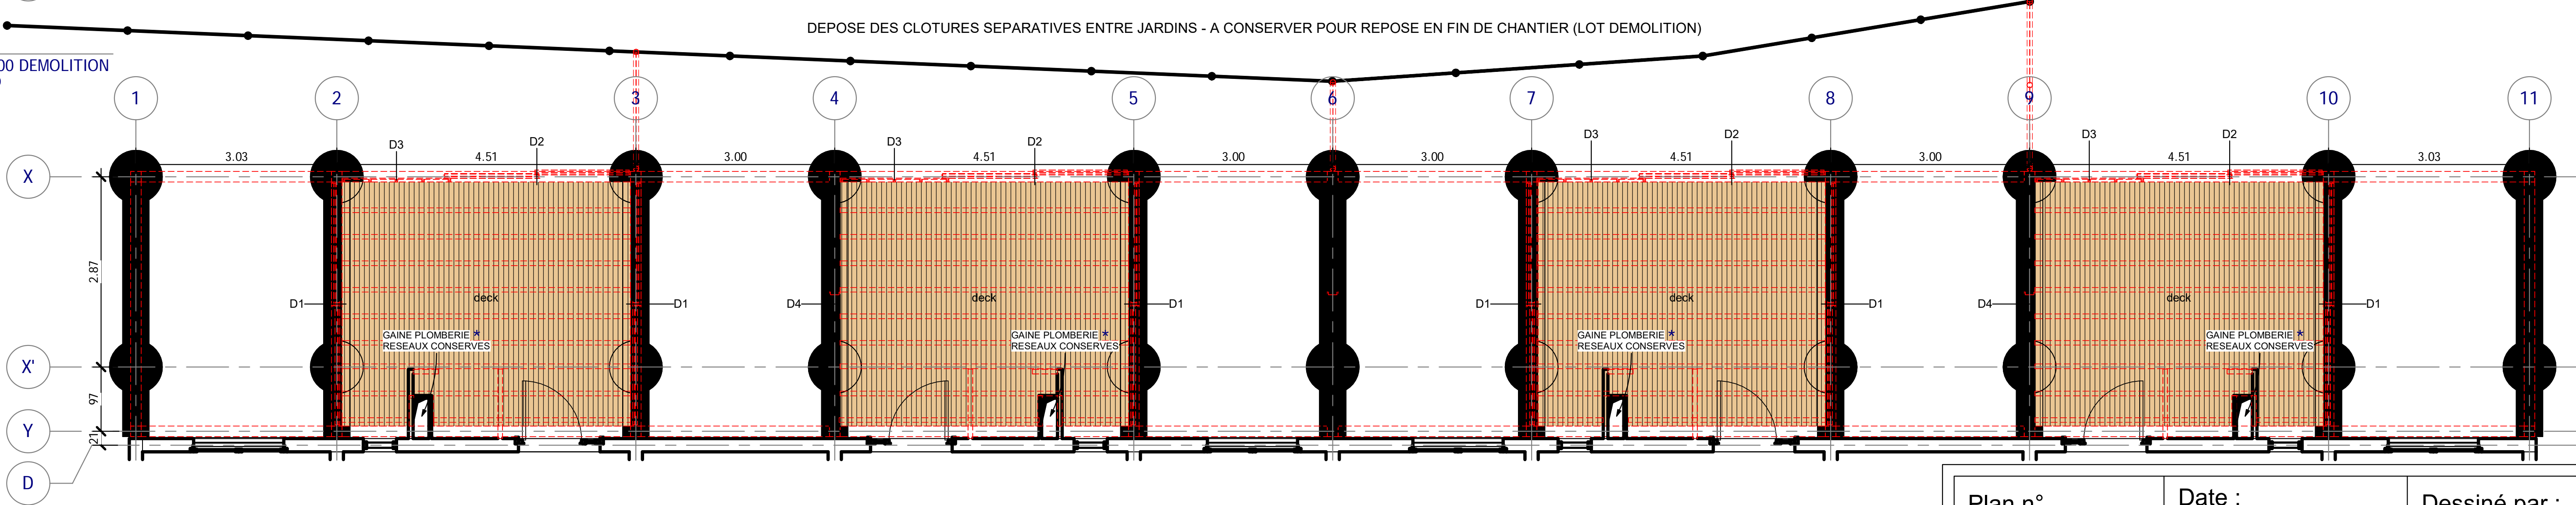 DEPOSE DES CLOTURES SEPARATIVES ENTRE JARDINS - A CONSERVER POUR REPOSE EN FIN DE CHANTIER (LOT DEMOLITION)
00 DEMOLITION
1 2 3 4 5 6 7 8 9 10 11
D3 D2 D3 D2 D3 D2 D3 D2
3.03 4.51 3.00 4.51 3.00 3.00 4.51 3.00 4.51 3.03
X
2.87
deck deck deck deck
D1 D1 D4 D1 D1 D1 D4 D1
GAINE PLOMBERIE * GAINE PLOMBERIE * GAINE PLOMBERIE * GAINE PLOMBERIE *
RESEAUX CONSERVES RESEAUX CONSERVES RESEAUX CONSERVES RESEAUX CONSERVES
X'
97
Y
21
D
Plan n° Date : Dessiné par :